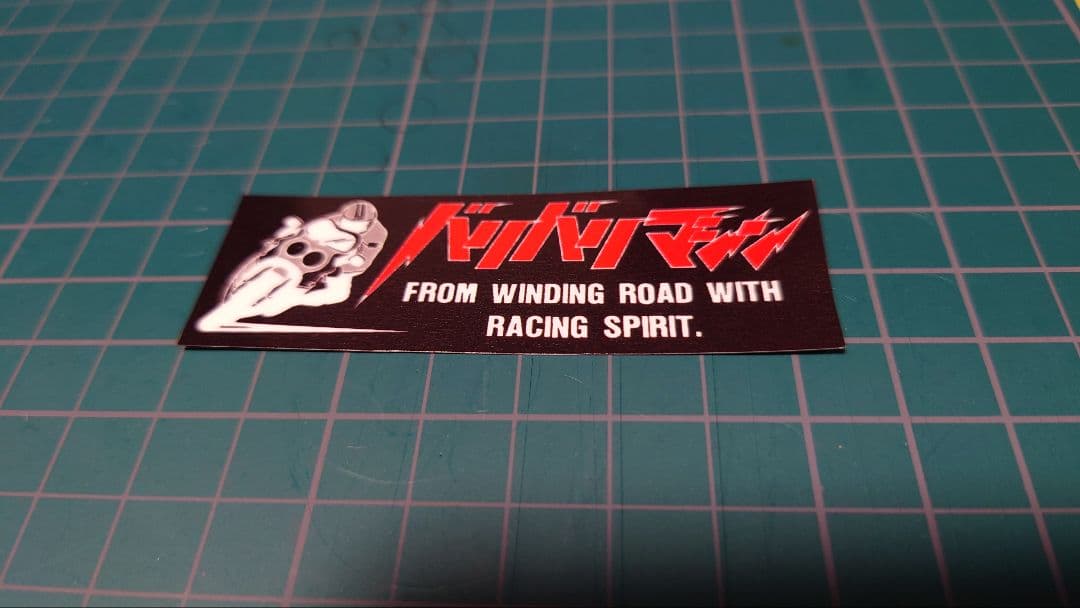 バリバリマシン
FROM WINDING ROAD WITH
RACING SPIRIT.